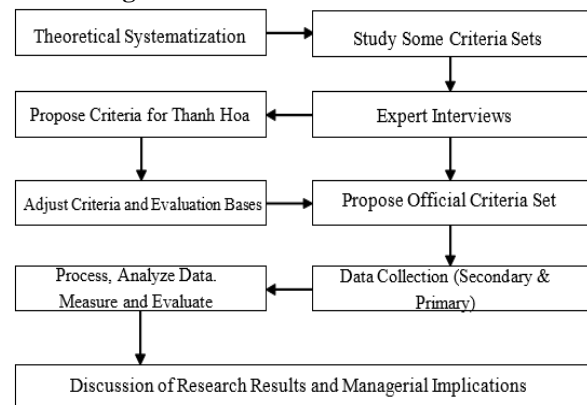 Theoretical Systematization
Study Some Criteria Sets
Propose Criteria for Thanh Hoa
Expert Interviews
Adjust Criteria and Evaluation Bases
Propose Official Criteria Set
Process, Analyze Data.
Measure and Evaluate
Data Collection (Secondary &
Primary)
Discussion of Research Results and Managerial Implications